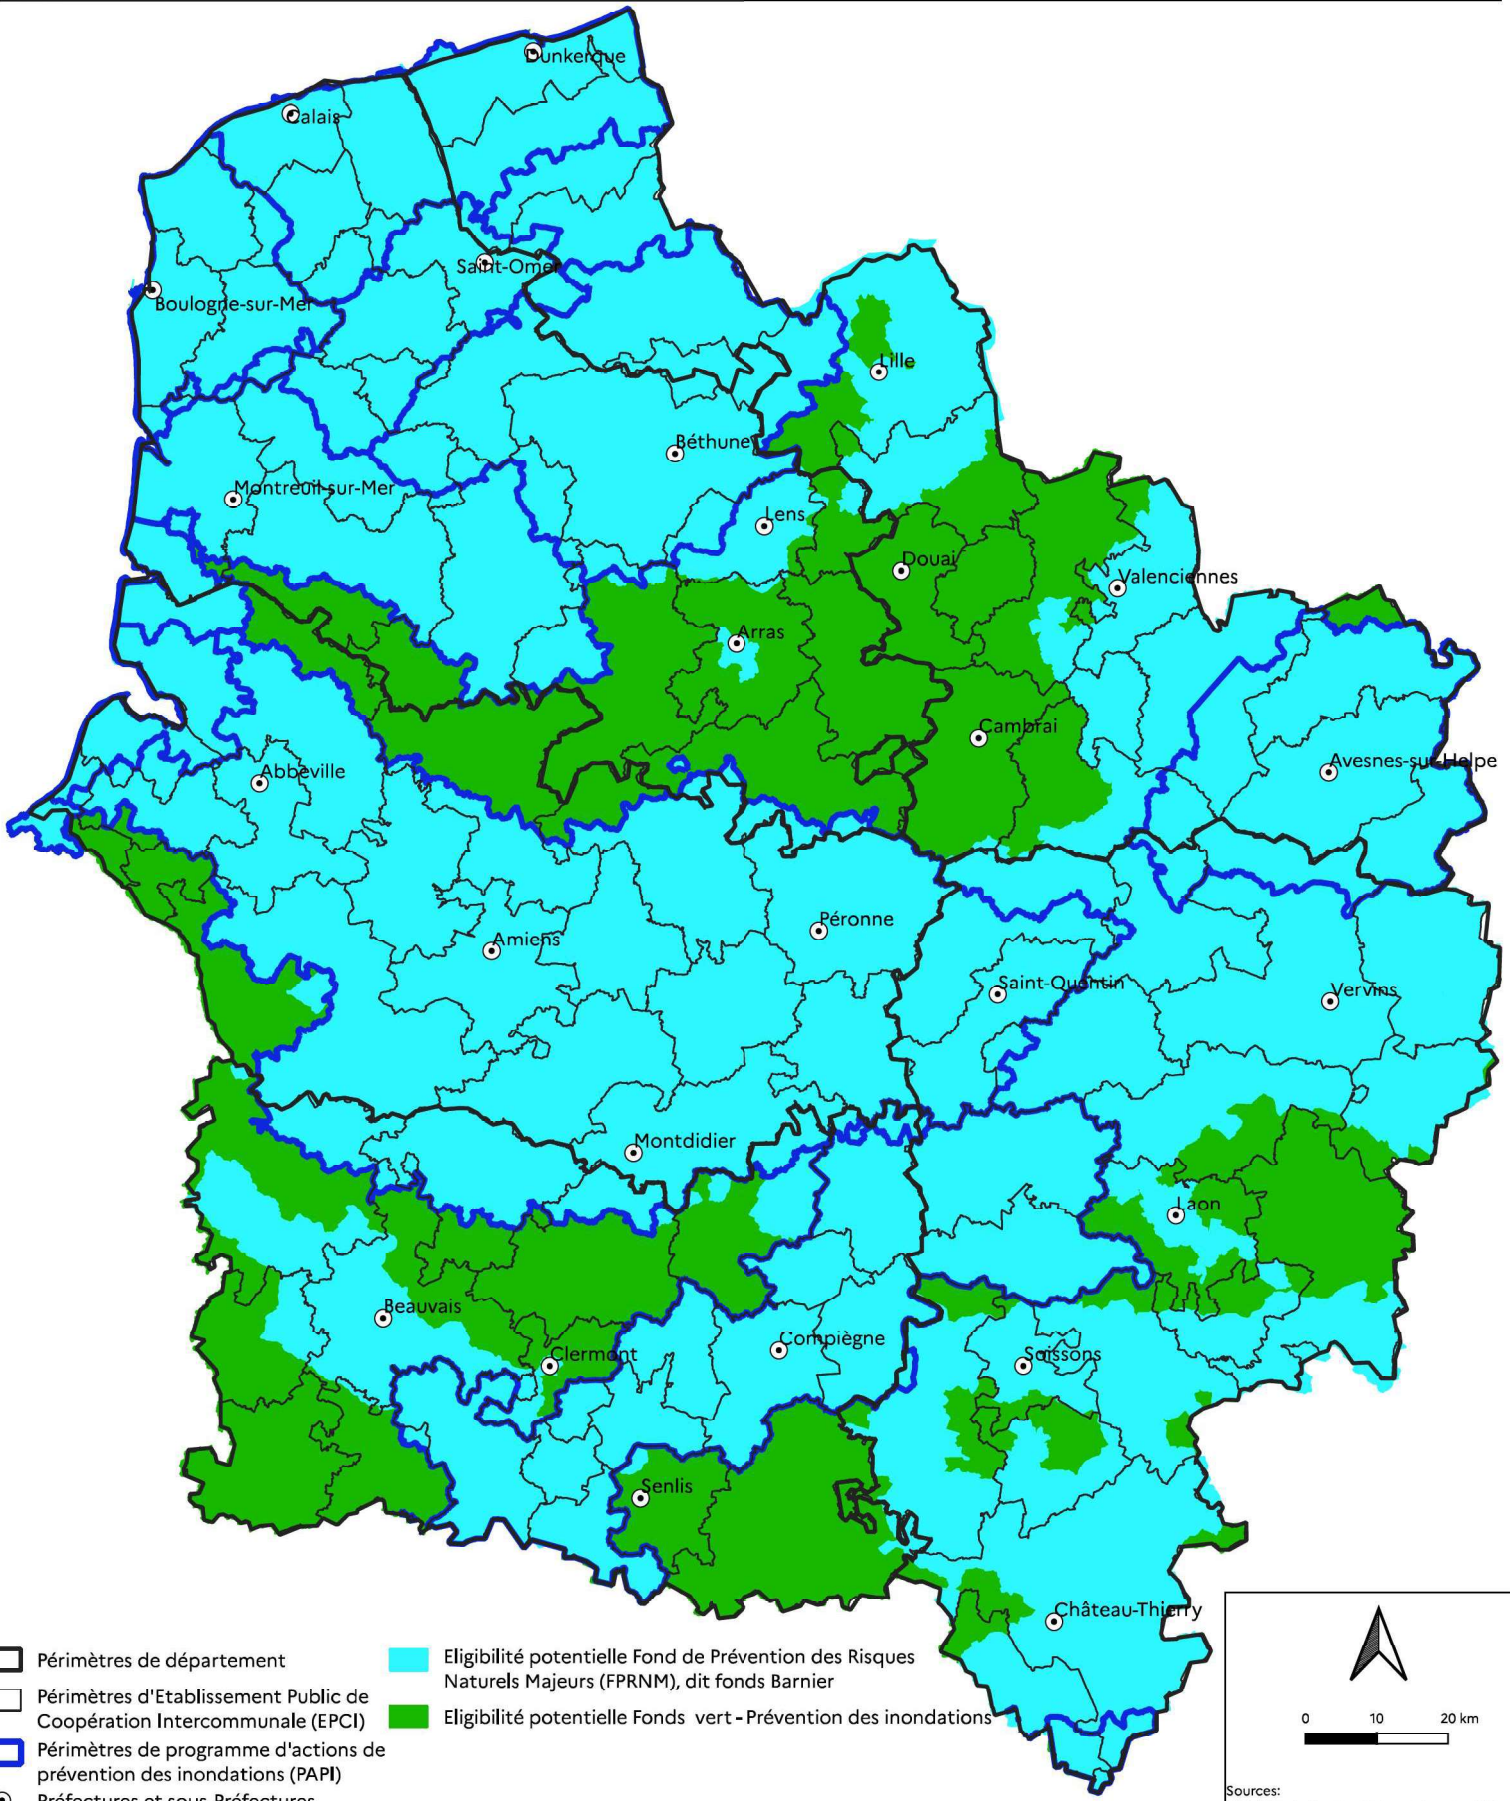 Dunkerque
Calais
Saint-Omer
Boulogne-sur-Mer
Lille
Béthune
Montreuil-sur-Mer
Lens
Douai
Valenciennes
Arras
Cambrai
Avesnes-sur-Helpe
Abbeville
Péronne
Amiens
Saint-Quentin
Vervins
Montdidier
Laon
Beauvais
Compiègne
Clermont
Soissons
Senlis
Château-Thierry
Périmètres de département
Périmètres d'Etablissement Public de
Coopération Intercommunale (EPCI)
Périmètres de programme d'actions de
prévention des inondations (PAPI)
Préfectures et sous-Préfectures
Eligibilité potentielle Fond de Prévention des Risques
Naturels Majeurs (FPRNM), dit fonds Barnier
Eligibilité potentielle Fonds vert - Prévention des inondations
0 10 20 km
Sources: